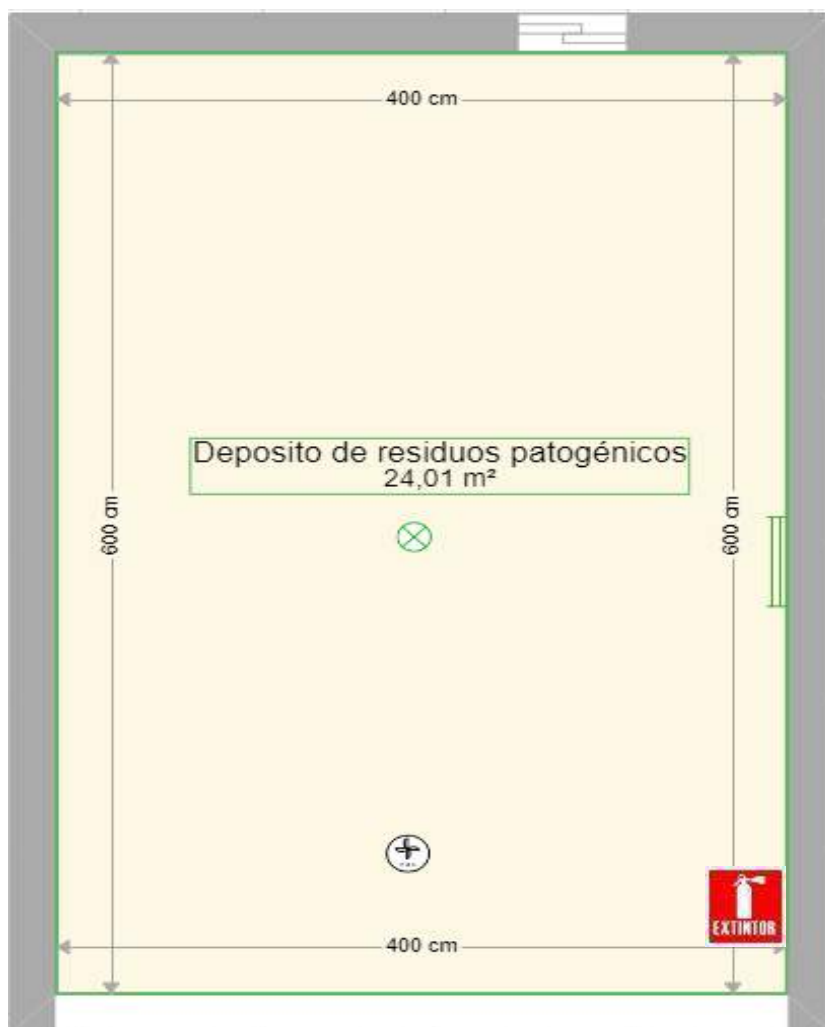 400 cm
Deposito de residuos patogénicos
24,01 m²
600 cm
600 cm
EXTINTOR
400 cm